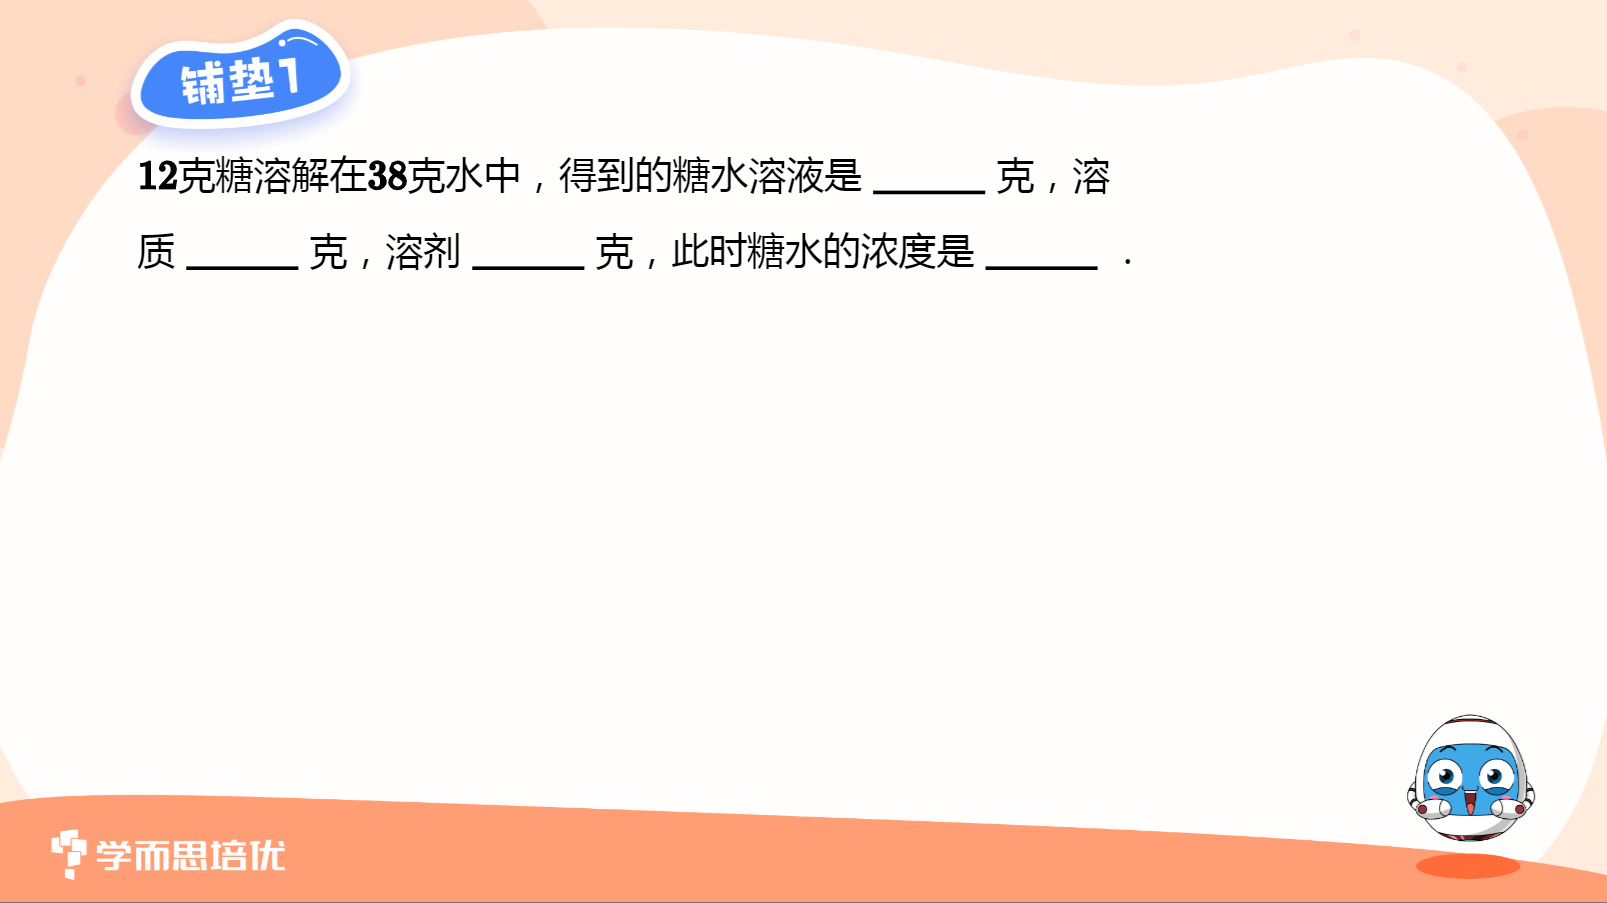 铺垫1
12克糖溶解在38克水中，得到的糖水溶液是 ______ 克，溶
质 ______ 克，溶剂 ______ 克，此时糖水的浓度是 ______ ．
学而思培优